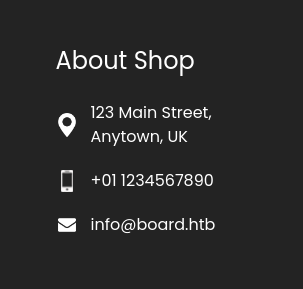 About Shop
123 Main Street,
Anytown, UK
+01 1234567890
info@board.htb